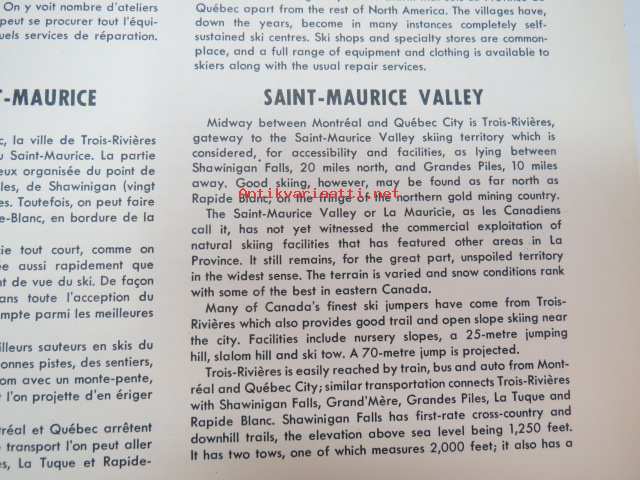 On y voit nombre d'ateliers
peut se procurer tout l'équi-
uels services de réparation.
T-MAURICE
c, la ville de Trois-Rivières
u Saint-Maurice. La partie
eux organisée du point de
les, de Shawinigan (vingt
es. Toutefois, on peut faire
e-Blanc, en bordure de la
cie tout court, comme on
ée aussi rapidement que
nt de vue du ski. De façon
ans toute l'acception du
mpte parmi les meilleures
illeurs sauteurs en skis du
onnes pistes, des sentiers,
om avec un monte-pente,
t l'on projette d'en ériger
tréal et Québec arrêtent
e transport l'on peut aller
es, La Tuque et Rapide-
Québec apart from the rest of North America. The villages have,
down the years, become in many instances completely self-
sustained ski centres. Ski shops and specialty stores are common-
place, and a full range of equipment and clothing is available to
skiers along with the usual repair services.
SAINT-MAURICE VALLEY
Midway between Montréal and Québec City is Trois-Rivières,
gateway to the Saint-Maurice Valley skiing territory which is
considered, for accessibility and facilities, as lying between
Shawinigan Falls, 20 miles north, and Grandes Piles, 10 miles
away. Good skiing, however, may be found as far north as
Rapide Blanc, on the fringe of the northern gold mining country.
The Saint-Maurice Valley or La Mauricie, as les Canadiens
call it, has not yet witnessed the commercial exploitation of
natural skiing facilities that has featured other areas in La
Province. It still remains, for the great part, unspoiled territory
in the widest sense. The terrain is varied and snow conditions rank
with some of the best in eastern Canada.
Many of Canada's finest ski jumpers have come from Trois-
Rivières which also provides good trail and open slope skiing near
the city. Facilities include nursery slopes, a 25-metre jumping
hill, slalom hill and ski tow. A 70-metre jump is projected.
Trois-Rivières is easily reached by train, bus and auto from Mont-
réal and Québec City; similar transportation connects Trois-Rivières
with Shawinigan Falls, Grand'Mère, Grandes Piles, La Tuque and
Rapide Blanc. Shawinigan Falls has first-rate cross-country and
downhill trails, the elevation above sea level being 1,250 feet.
It has two tows, one of which measures 2,000 feet; it also has a
Antikvariaatti.net